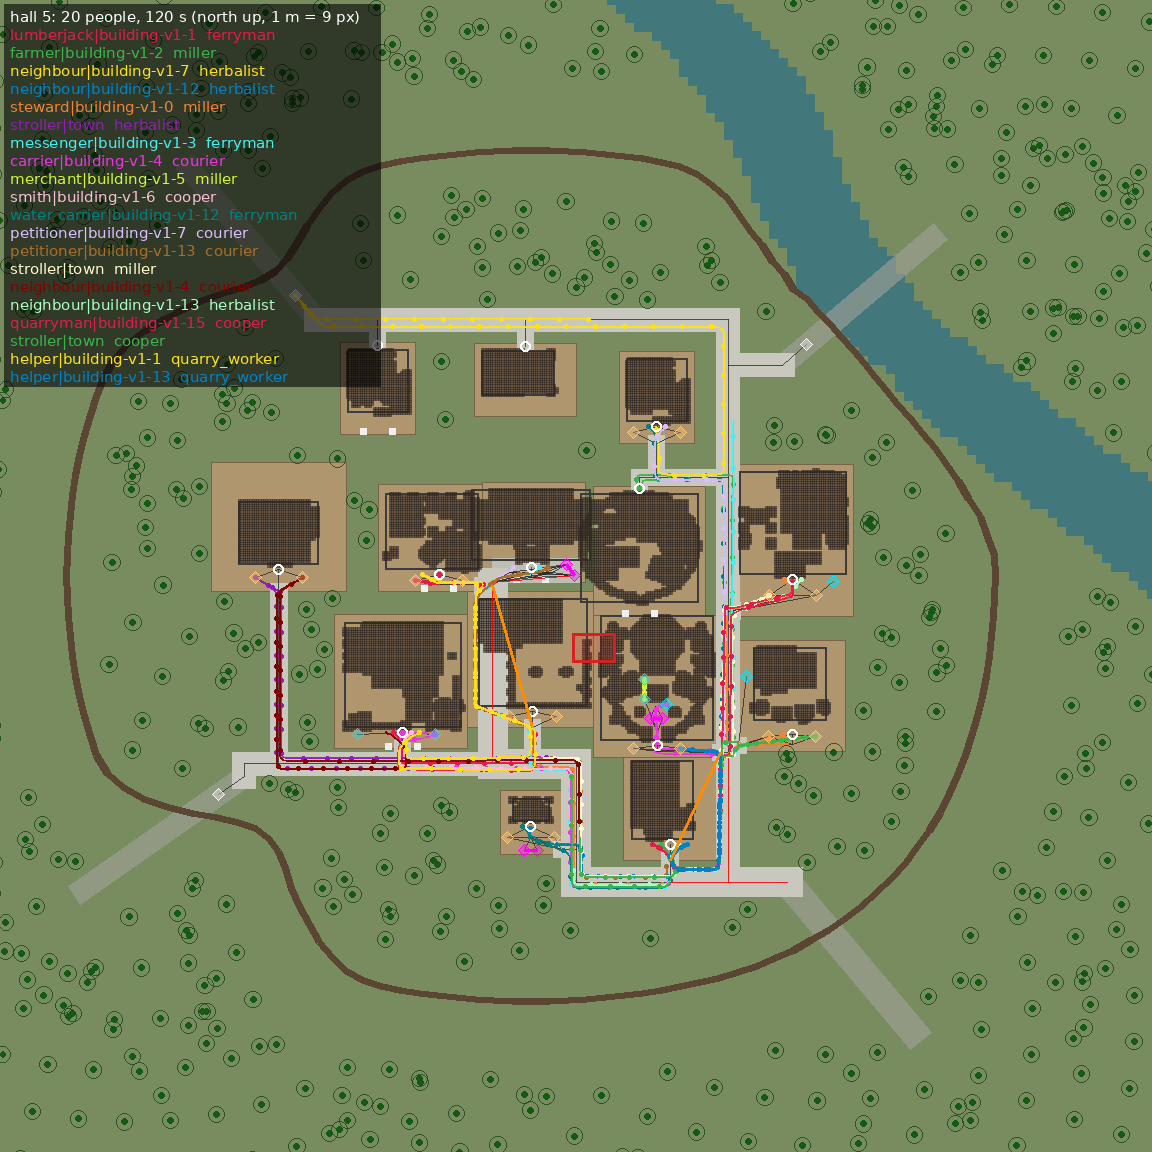 hall 5: 20 people, 120 s (north up, 1 m = 9 px)
lumberjack|building-v1-1 ferryman
farmer|building-v1-2 miller
neighbour|building-v1-7 herbalist
neighbour|building-v1-12 herbalist
steward|building-v1-0 miller
stroller|town herbalist
messenger|building-v1-3 ferryman
carrier|building-v1-4 courier
merchant|building-v1-5 miller
smith|building-v1-6 cooper
water-carrier|building-v1-12 ferryman
petitioner|building-v1-7 courier
petitioner|building-v1-13 courier
stroller|town miller
neighbour|building-v1-4 courier
neighbour|building-v1-13 herbalist
quarryman|building-v1-15 cooper
stroller|town cooper
helper|building-v1-1 quarry_worker
helper|building-v1-13 quarry_worker